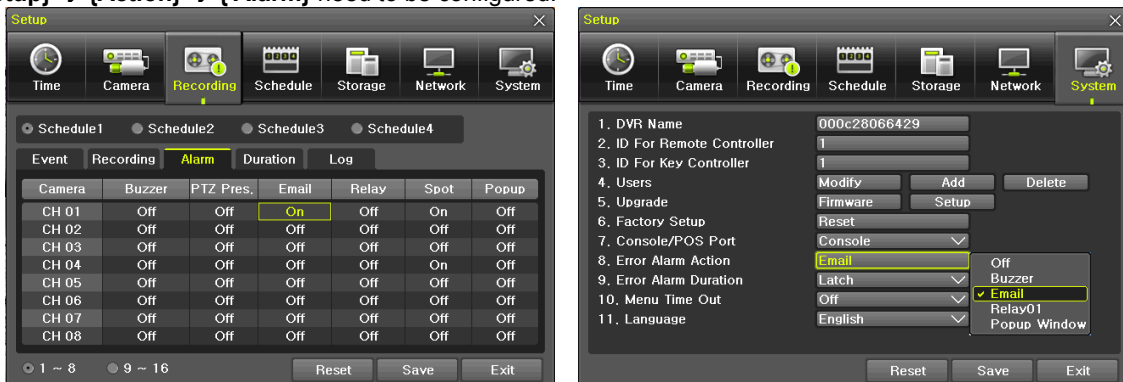 tup] → [Action] → [ Alarm] need to be configured.
Setup
Time Camera Recording Schedule Storage Network System
Schedule1 Schedule2 Schedule3 Schedule4
Event Recording Alarm Duration Log
Camera Buzzer PTZ Pres. Email Relay Spot Popup
CH 01 Off Off On Off On Off
CH 02 Off Off Off Off Off Off
CH 03 Off Off Off Off Off Off
CH 04 Off Off Off Off On Off
CH 05 Off Off Off Off Off Off
CH 06 Off Off Off Off Off Off
CH 07 Off Off Off Off Off Off
CH 08 Off Off Off Off Off Off
1 ~ 8 9 ~ 16 Reset Save Exit
Setup
Time Camera Recording Schedule Storage Network System
1. DVR Name 000c28066429
2. ID For Remote Controller 1
3. ID For Key Controller 1
4. Users Modify Add Delete
5. Upgrade Firmware Setup
6. Factory Setup Reset
7. Console/POS Port Console
8. Error Alarm Action Email
9. Error Alarm Duration Latch
10. Menu Time Out Off
11. Language English
Off
Buzzer
Email
Relay01
Popup Window
Reset Save Exit